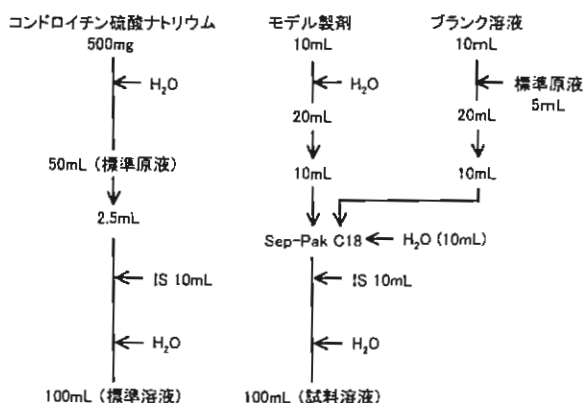 コンドロイチン硫酸ナトリウム
500mg
H₂O
50mL (標準原液)
2.5mL
IS 10mL
H₂O
100mL (標準溶液)
モデル製剤
10mL
H₂O
20mL
10mL
Sep-Pak C18
H₂O (10mL)
IS 10mL
H₂O
100mL (試料溶液)
ブランク溶液
10mL
標準原液
5mL
20mL
10mL